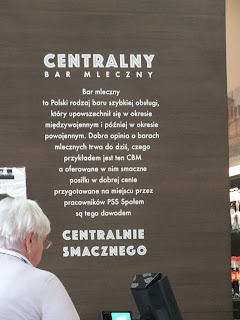 CENTRALNY
BAR MLECZNY
Bar mleczny
to Polski rodzaj baru szybkiej obsługi,
który upowszechnił się w okresie
międzywojennym i później w okresie
powojennym. Dobra opinia o barach
mlecznych trwa do dziś, czego
przykładem jest ten CBM
a oferowane w nim smaczne
posiłki w dobrej cenie
przygotowane na miejscu przez
pracowników PSS Społem
są tego dowodem
CENTRALNIE
SMACZNEGO